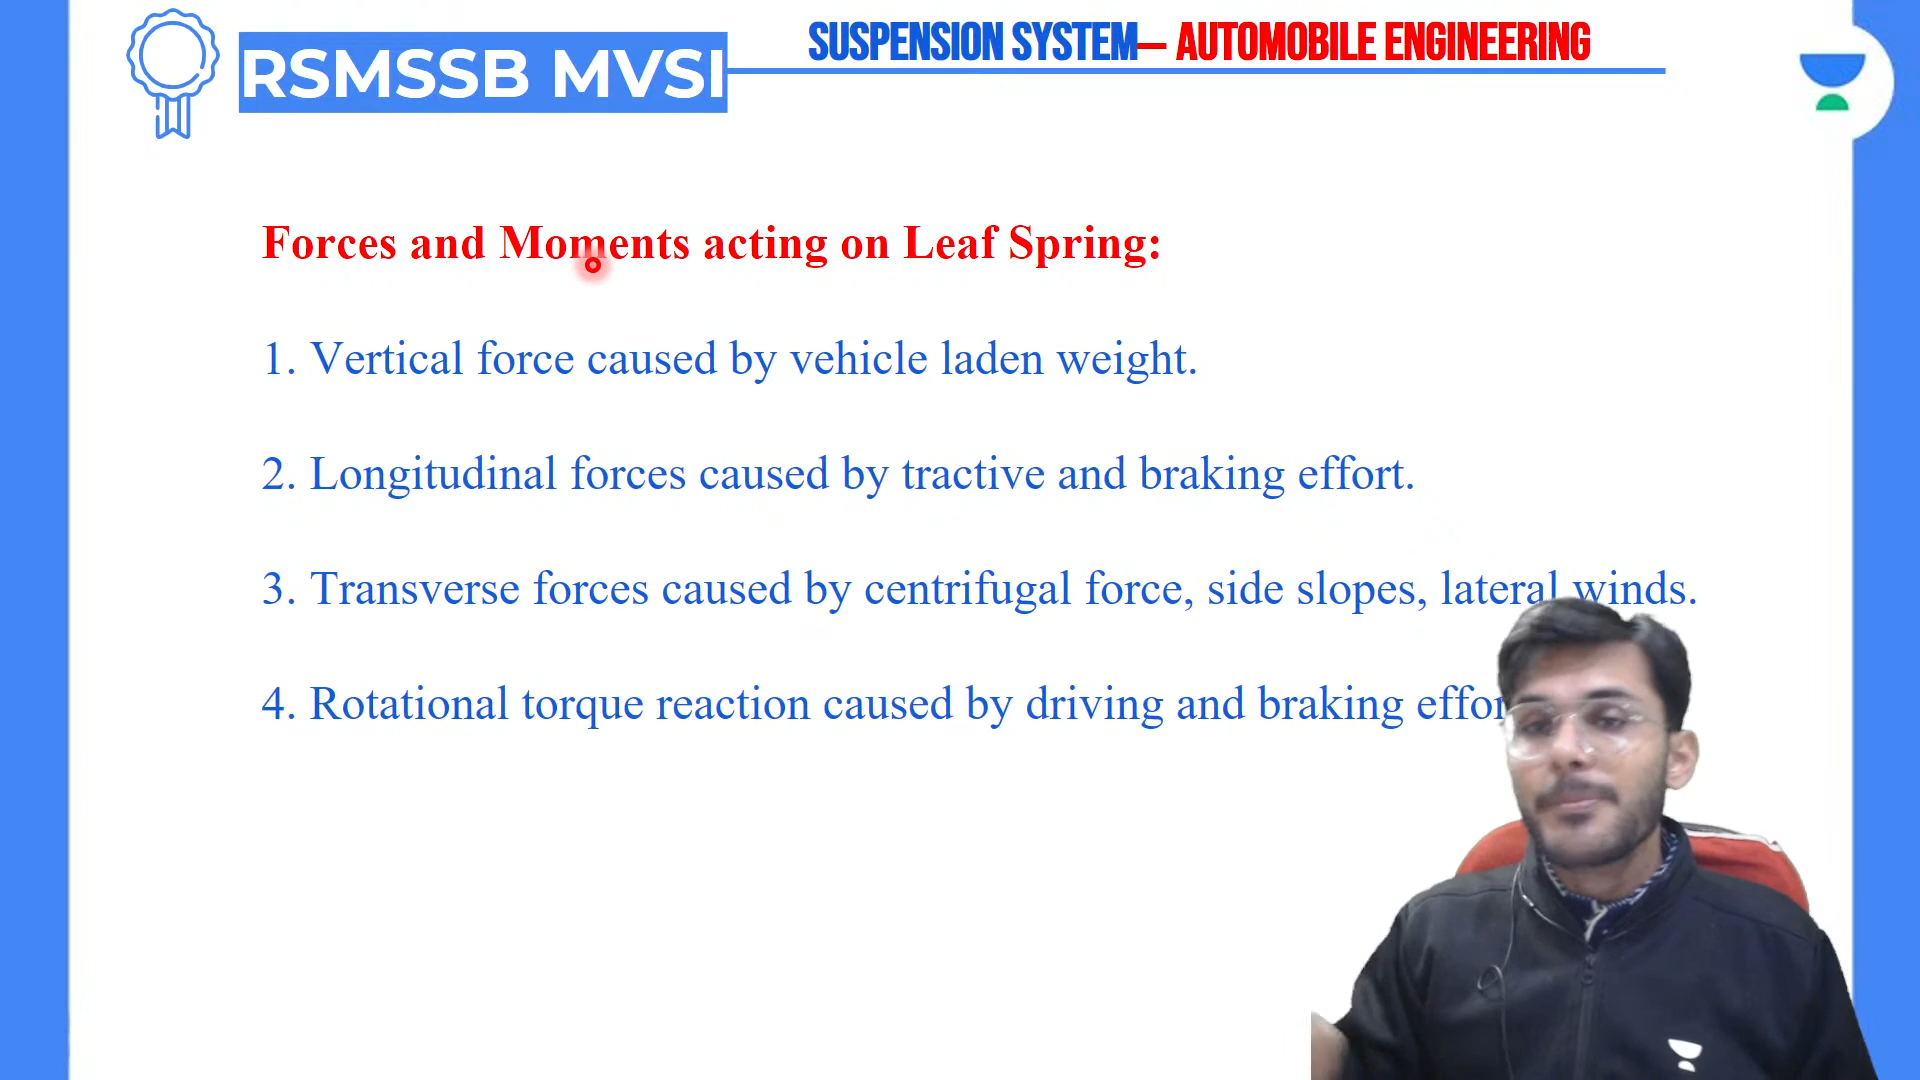 RSMSSB MVSI
SUSPENSION SYSTEM— AUTOMOBILE ENGINEERING
Forces and Moments acting on Leaf Spring:
1. Vertical force caused by vehicle laden weight.
2. Longitudinal forces caused by tractive and braking effort.
3. Transverse forces caused by centrifugal force, side slopes, lateral winds.
4. Rotational torque reaction caused by driving and braking